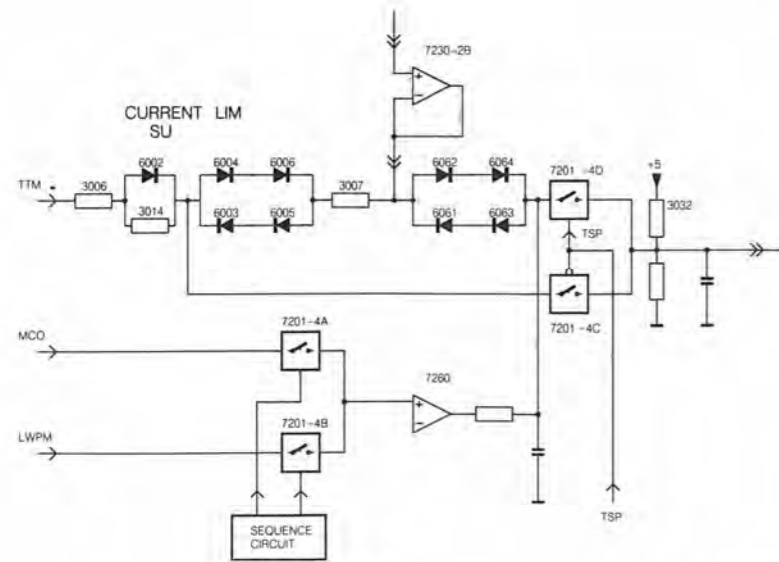 7230-2B
CURRENT LIM
SU
6002
6004
6006
6062
6064
7201 -4D
+5
TTM
3006
3014
3007
3032
6003
6005
6061
6063
TSP
7201 -4C
7201-4A
MCO
7260
7201-4B
LWPM
TSP
SEQUENCE
CIRCUIT